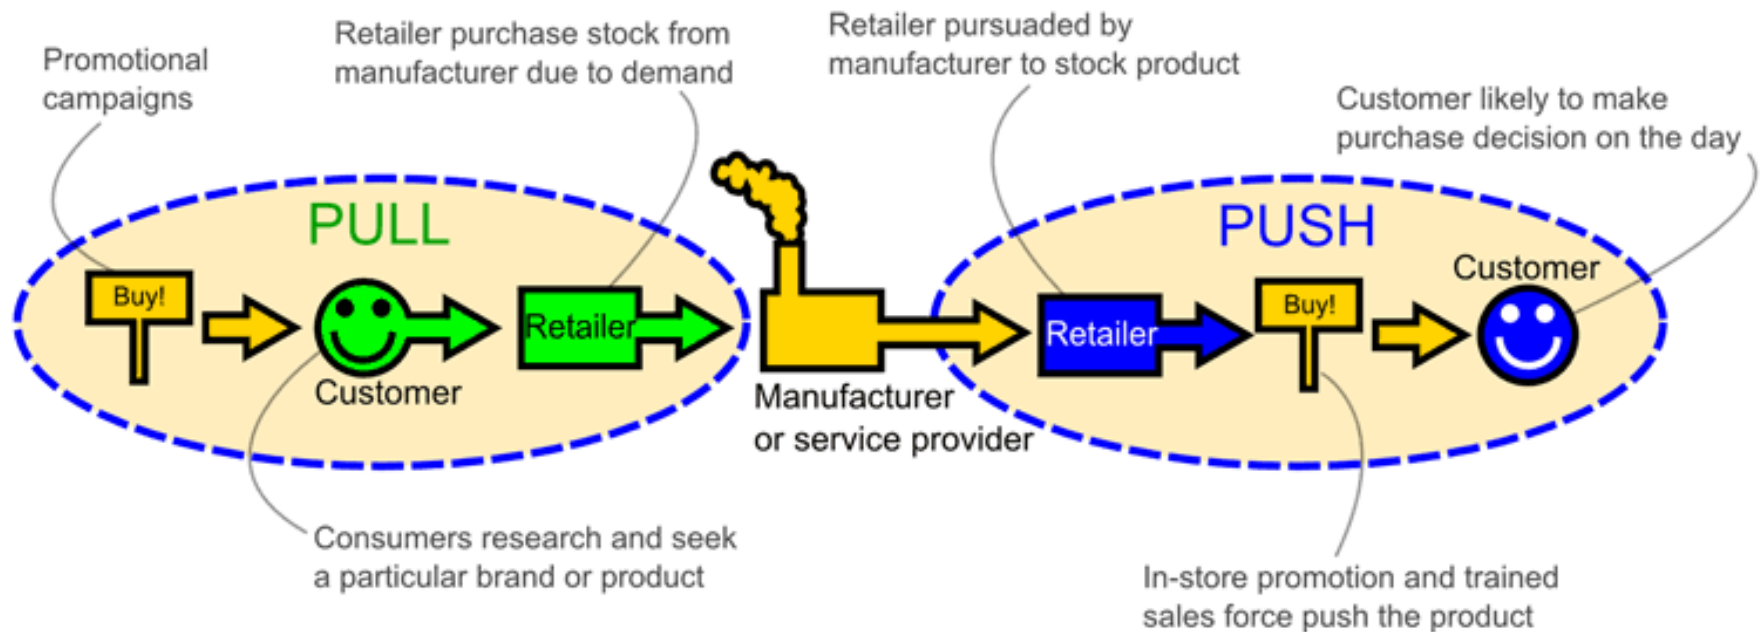 Promotional
campaigns
Retailer purchase stock from
manufacturer due to demand
Retailer pursuaded by
manufacturer to stock product
Customer likely to make
purchase decision on the day
PULL
Buy!
Customer
Retailer
Manufacturer
or service provider
PUSH
Retailer
Buy!
Customer
Consumers research and seek
a particular brand or product
In-store promotion and trained
sales force push the product